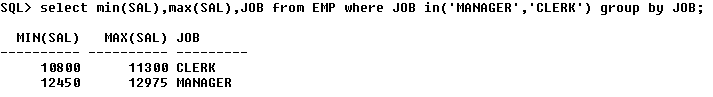 SQL> select min(SAL),max(SAL),JOB from EMP where JOB in('MANAGER','CLERK') group by JOB;
  MIN(SAL)   MAX(SAL) JOB
---------- ---------- ---------
     10800      11300 CLERK
     12450      12975 MANAGER